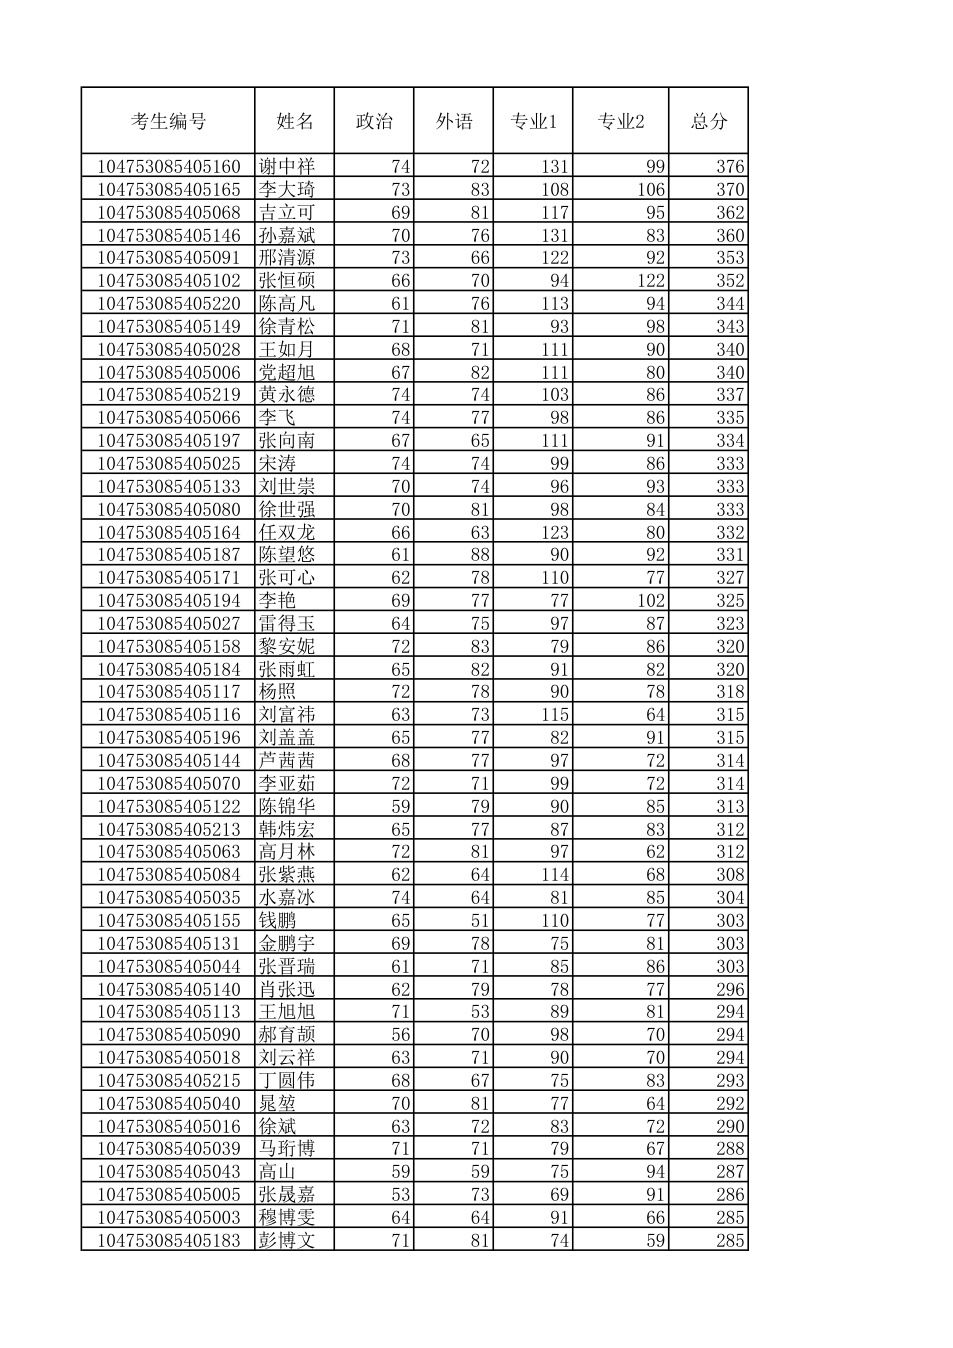 考生编号 姓名 政治 外语 专业1 专业2 总分
104753085405160 谢中祥 74 72 131 99 376
104753085405165 李大琦 73 83 108 106 370
104753085405068 吉立可 69 81 117 95 362
104753085405146 孙嘉斌 70 76 131 83 360
104753085405091 邢清源 73 66 122 92 353
104753085405102 张恒硕 66 70 94 122 352
104753085405220 陈高凡 61 76 113 94 344
104753085405149 徐青松 71 81 93 98 343
104753085405028 王如月 68 71 111 90 340
104753085405006 党超旭 67 82 111 80 340
104753085405219 黄永德 74 74 103 86 337
104753085405066 李飞 74 77 98 86 335
104753085405197 张向南 67 65 111 91 334
104753085405025 宋涛 74 74 99 86 333
104753085405133 刘世崇 70 74 96 93 333
104753085405080 徐世强 70 81 98 84 333
104753085405164 任双龙 66 63 123 80 332
104753085405187 陈望悠 61 88 90 92 331
104753085405171 张可心 62 78 110 77 327
104753085405194 李艳 69 77 77 102 325
104753085405027 雷得玉 64 75 97 87 323
104753085405158 黎安妮 72 83 79 86 320
104753085405184 张雨虹 65 82 91 82 320
104753085405117 杨照 72 78 90 78 318
104753085405116 刘富祎 63 73 115 64 315
104753085405196 刘盖盖 65 77 82 91 315
104753085405144 芦茜茜 68 77 97 72 314
104753085405070 李亚茹 72 71 99 72 314
104753085405122 陈锦华 59 79 90 85 313
104753085405213 韩炜宏 65 77 87 83 312
104753085405063 高月林 72 81 97 62 312
104753085405084 张紫燕 62 64 114 68 308
104753085405035 水嘉冰 74 64 81 85 304
104753085405155 钱鹏 65 51 110 77 303
104753085405131 金鹏宇 69 78 75 81 303
104753085405044 张晋瑞 61 71 85 86 303
104753085405140 肖张迅 62 79 78 77 296
104753085405113 王旭旭 71 53 89 81 294
104753085405090 郝育颉 56 70 98 70 294
104753085405018 刘云祥 63 71 90 70 294
104753085405215 丁圆伟 68 67 75 83 293
104753085405040 晁堃 70 81 77 64 292
104753085405016 徐斌 63 72 83 72 290
104753085405039 马珩博 71 71 79 67 288
104753085405043 高山 59 59 75 94 287
104753085405005 张晟嘉 53 73 69 91 286
104753085405003 穆博雯 64 64 91 66 285
104753085405183 彭博文 71 81 74 59 285